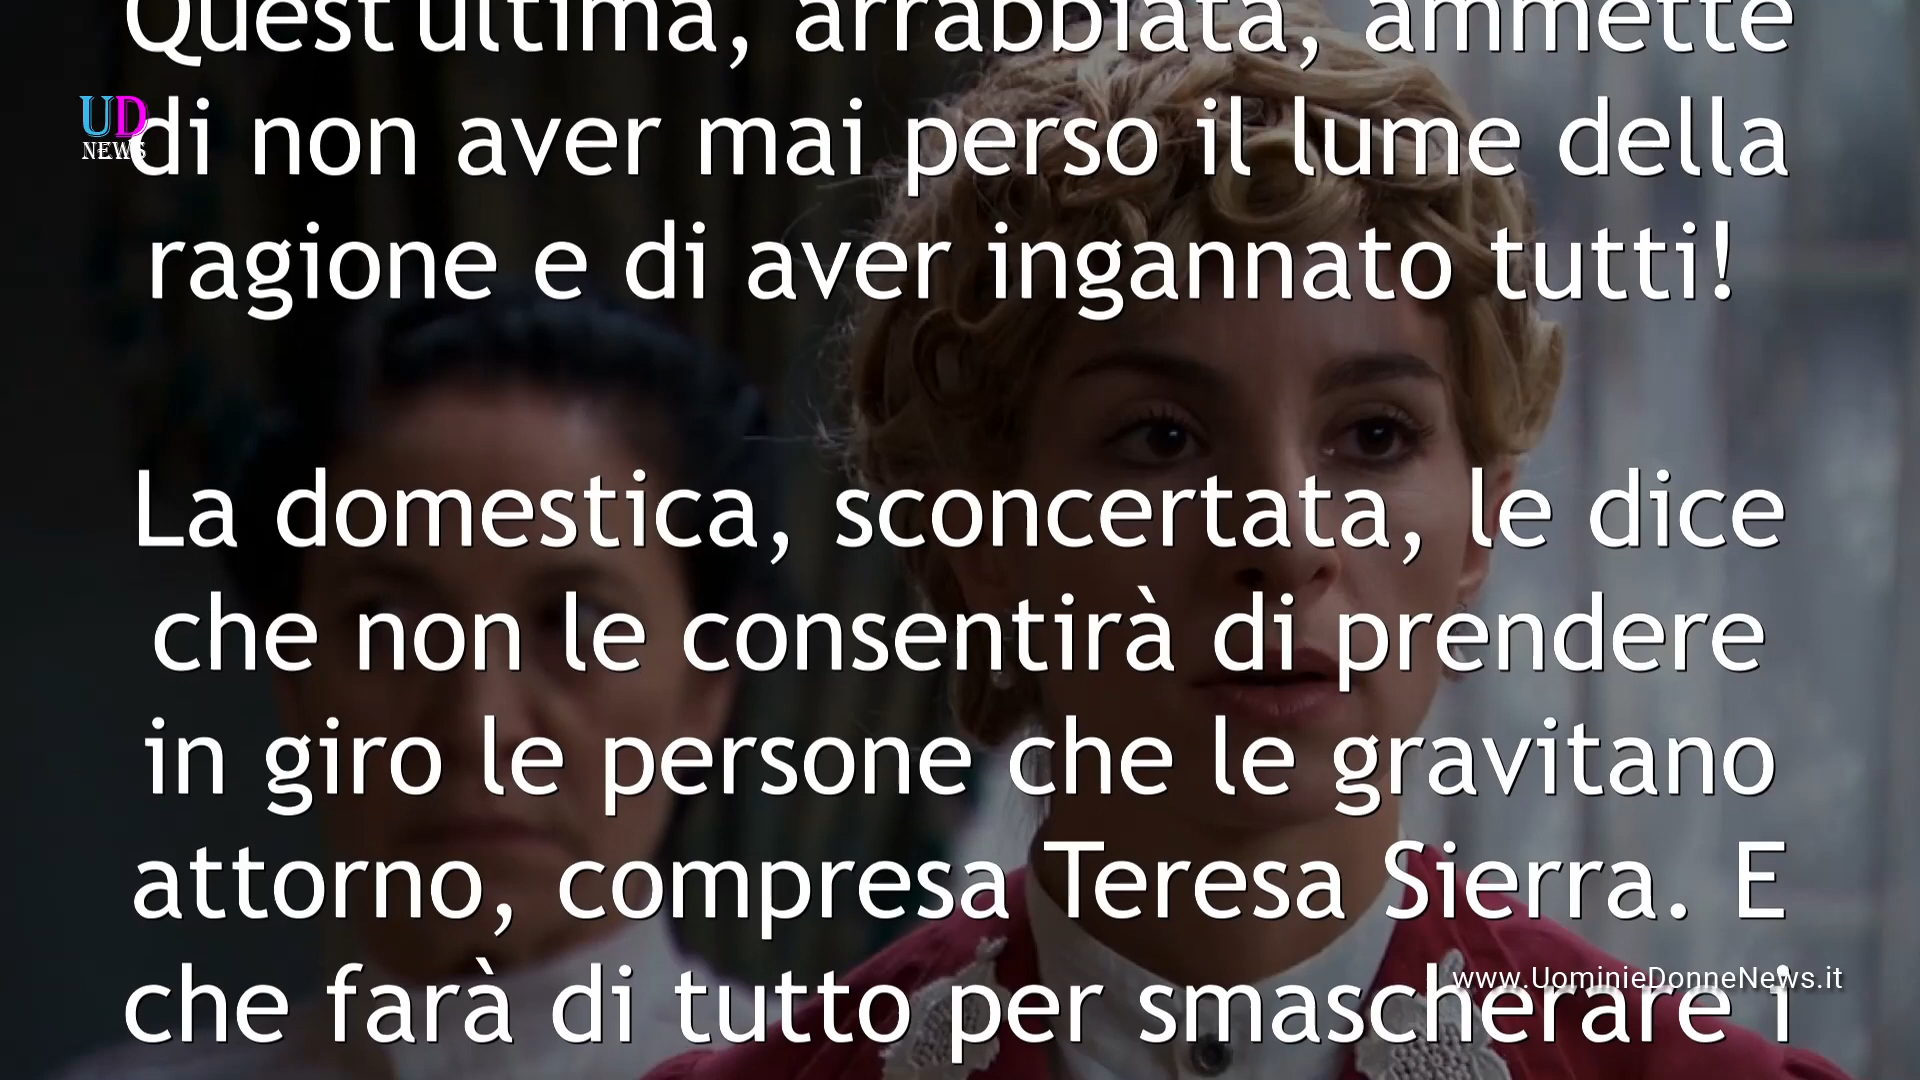 Quest'ultima, arrabbiata, ammette
UD
NEWS
di non aver mai perso il lume della
ragione e di aver ingannato tutti!
La domestica, sconcertata, le dice
che non le consentirà di prendere
in giro le persone che le gravitano
attorno, compresa Teresa Sierra. E
www.UominieDonneNews.it
che farà di tutto per smascherare i